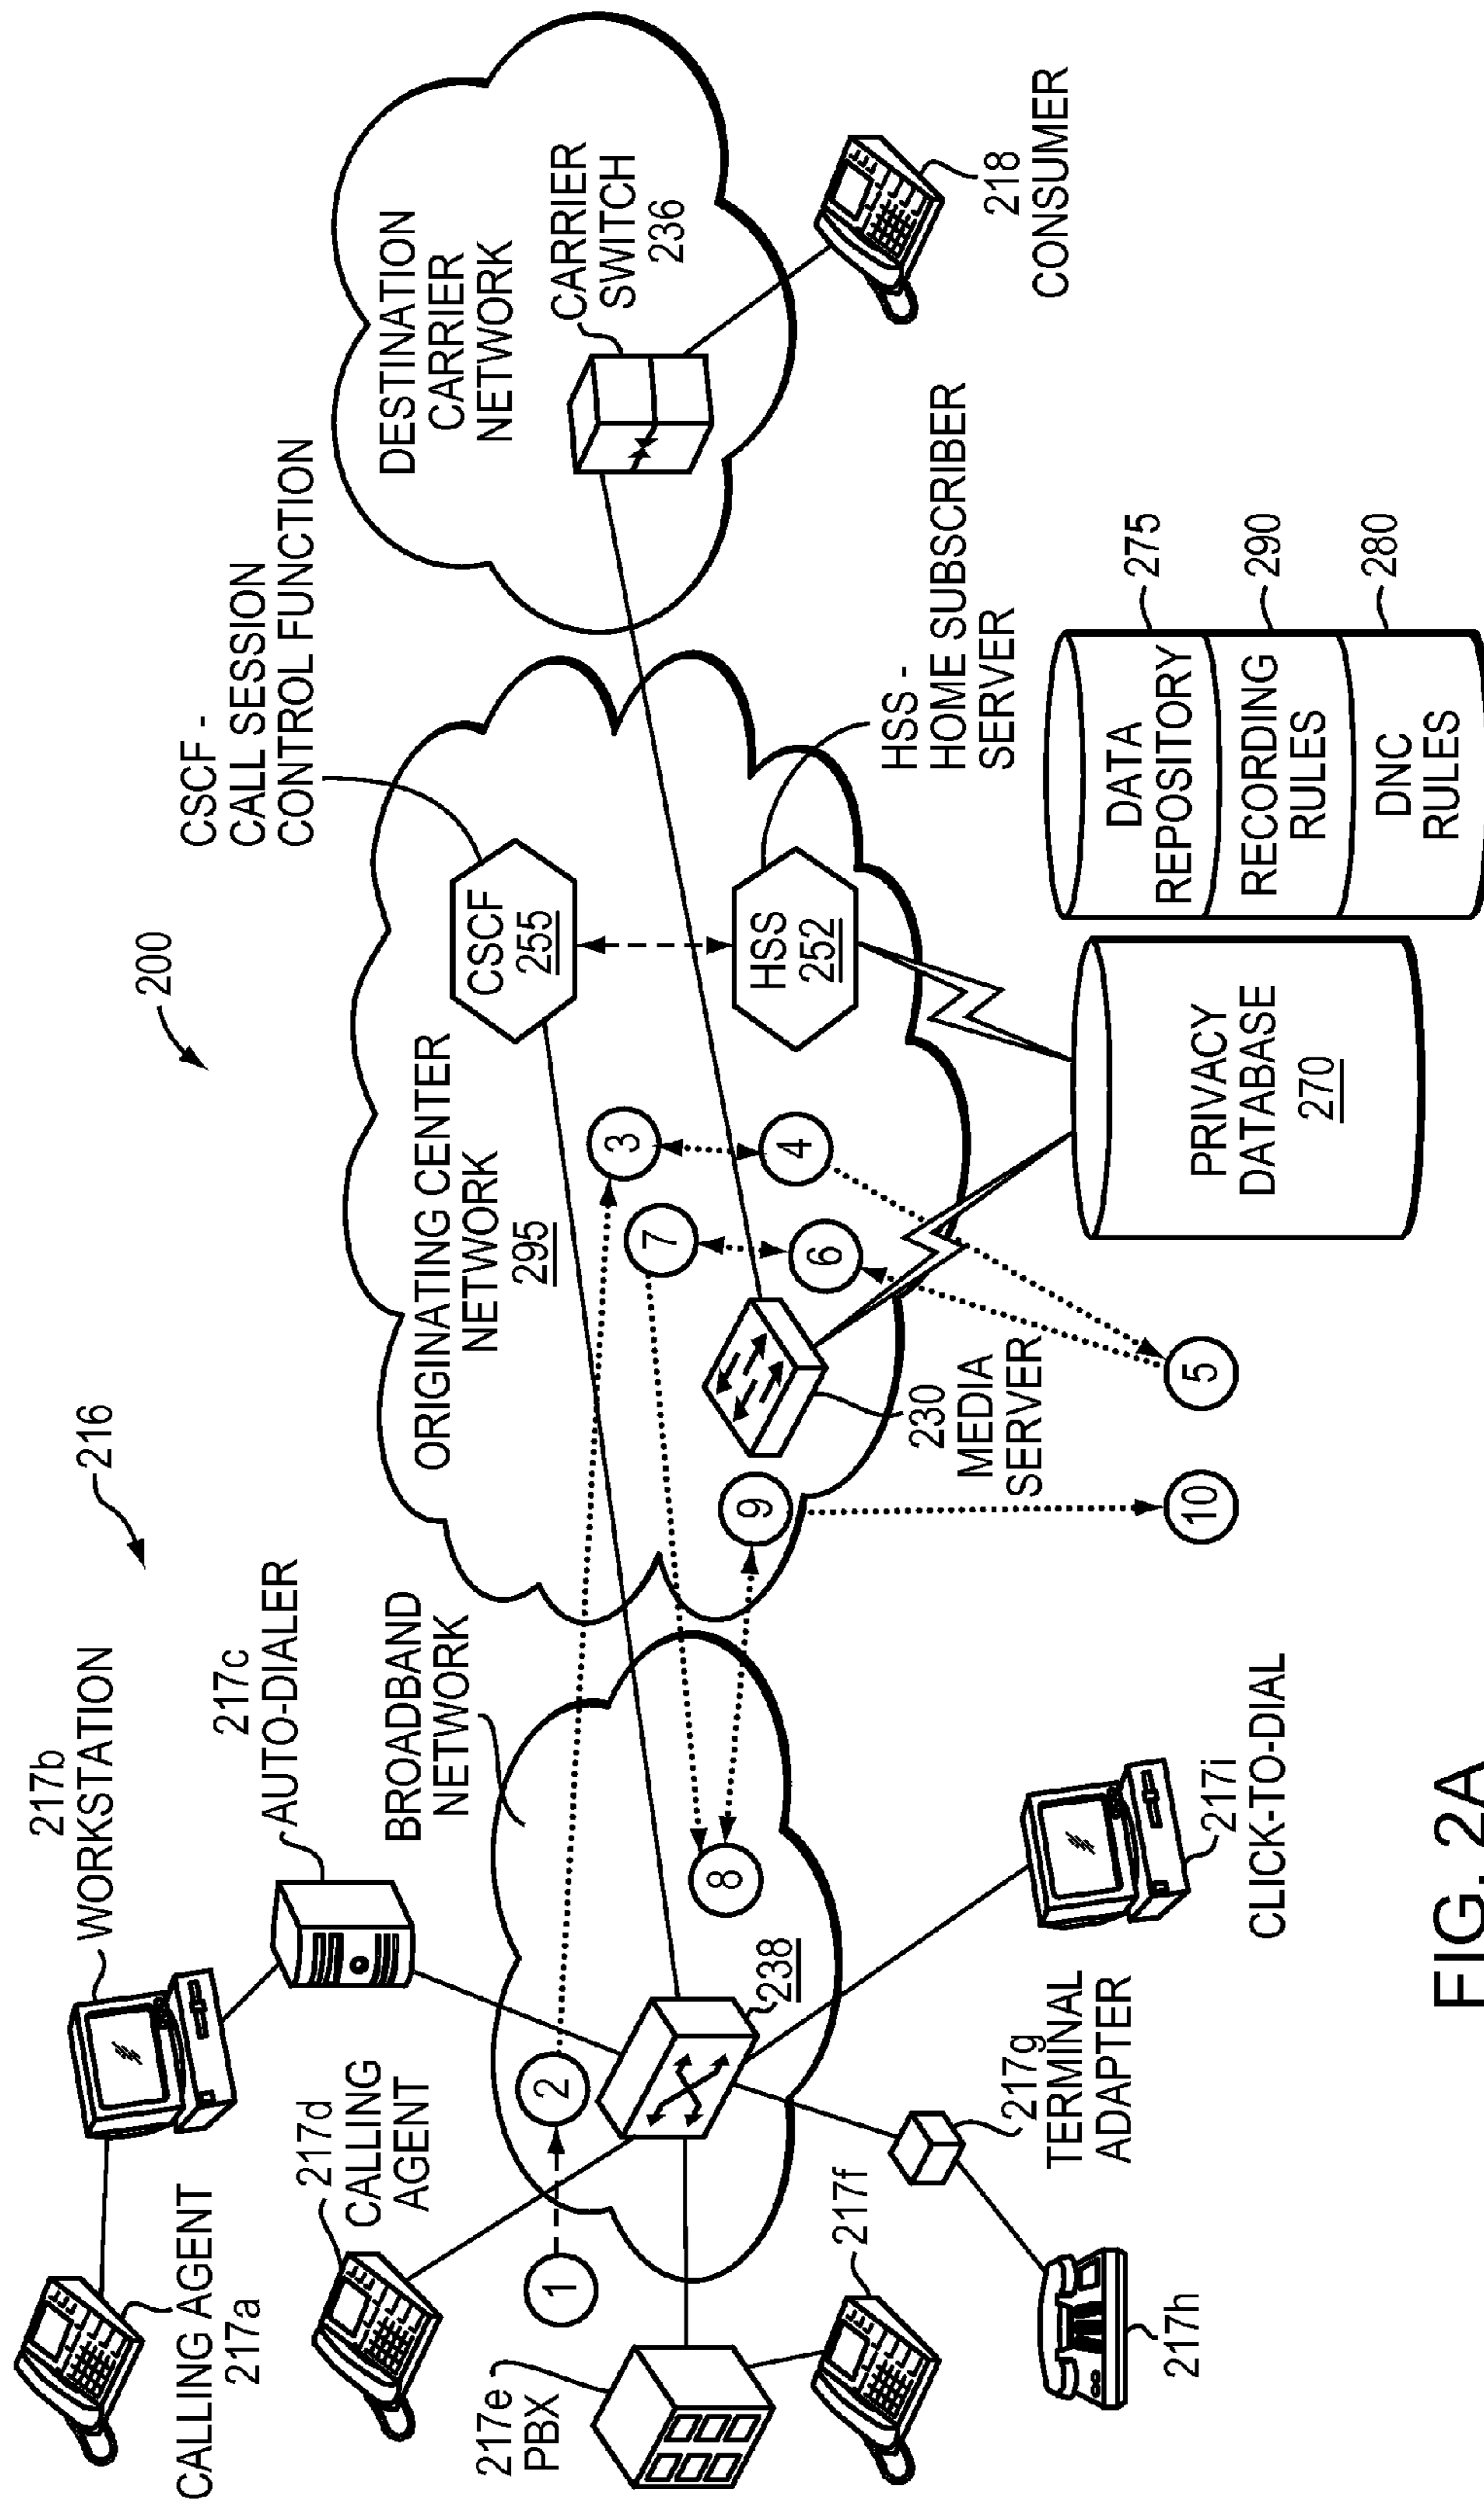 200
216
217b
WORKSTATION
217c
AUTO-DIALER
CALLING AGENT
217a
217d
CALLING
AGENT
217e
PBX
217f
217h
217g
TERMINAL
ADAPTER
217i
CLICK-TO-DIAL
BROADBAND
NETWORK
238
1
2
8
ORIGINATING CENTER
NETWORK
295
3
7
4
6
9
5
10
230
MEDIA
SERVER
CSCF
255
HSS
252
CSCF -
CALL SESSION
CONTROL FUNCTION
HSS -
HOME SUBSCRIBER
SERVER
DESTINATION
CARRIER
NETWORK
CARRIER
SWITCH
236
218
CONSUMER
PRIVACY
DATABASE
270
DATA
REPOSITORY
275
RECORDING
RULES
290
DNC
RULES
280
FIG. 2A